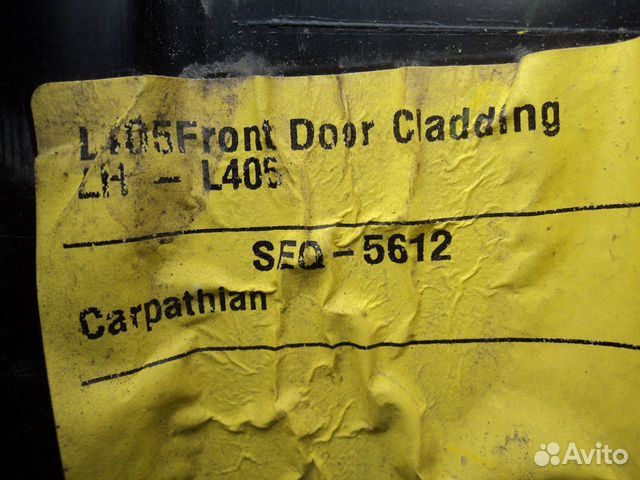 L405Front Door Cladding
LH - L405
SEQ-5612
Carpathian
Avito